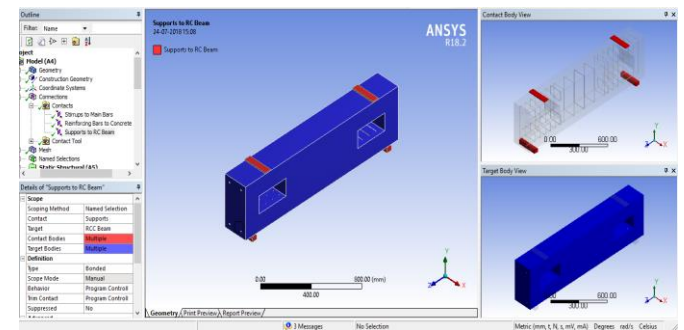 Outline
Filter: Name
Project
Model (A4)
Geometry
Construction Geometry
Coordinate Systems
Connections
Contacts
Stirrups to Main Bars
Reinforcing Bars to Concrete
Supports to RC Beam
Contact Tool
Mesh
Named Selections
Static Structural (A5)
Details of "Supports to RC Beam"
Scope
Scoping Method Named Selection
Contact Supports
Target RCC Beam
Contact Bodies Multiple
Target Bodies Multiple
Definition
Type Bonded
Scope Mode Manual
Behavior Program Controll
Trim Contact Program Controll
Suppressed No
Supports to RC Beam
24-07-2018 15:08
Supports to RC Beam
ANSYS
R18.2
0.00 800.00 (mm)
400.00
Y
Z X
Geometry Print Preview Report Preview
Contact Body View
0.00 600.00
300.00
Y
Z X
Target Body View
0.00 600.00
300.00
Y
Z X
3 Messages No Selection Metric (mm, t, N, s, mV, mA) Degrees rad/s Celsius